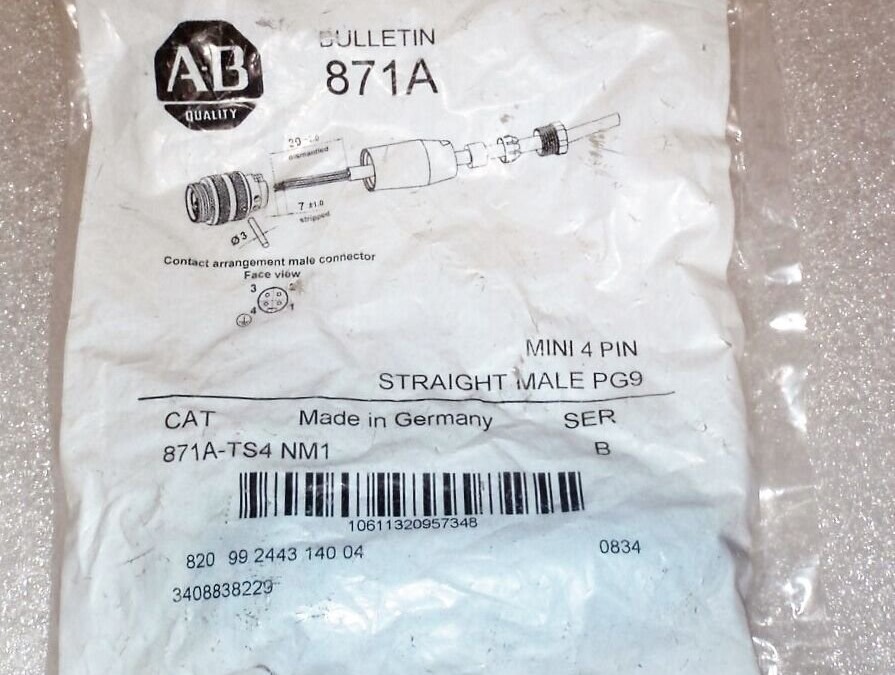 AB
QUALITY
BULLETIN
871A
dismantled
7 ±1.0
stripped
Ø3
Contact arrangement male connector
Face view
3 2
4 1
MINI 4 PIN
STRAIGHT MALE PG9
CAT Made in Germany SER
871A-TS4 NM1 B
10611320957348
820 99 2443 140 04 0834
3408838229